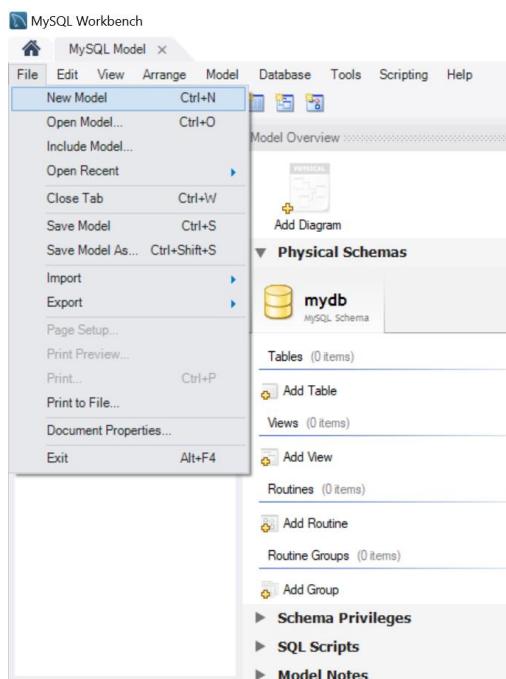 MySQL Workbench
MySQL Model ×
File Edit View Arrange Model Database Tools Scripting Help
New Model Ctrl+N
Open Model... Ctrl+O
Include Model...
Open Recent
Close Tab Ctrl+W
Save Model Ctrl+S
Save Model As... Ctrl+Shift+S
Import
Export
Page Setup...
Print Preview...
Print... Ctrl+P
Print to File...
Document Properties...
Exit Alt+F4
Model Overview
PHYSICAL
Add Diagram
Physical Schemas
mydb
MySQL Schema
Tables (0 items)
Add Table
Views (0 items)
Add View
Routines (0 items)
Add Routine
Routine Groups (0 items)
Add Group
Schema Privileges
SQL Scripts
Model Notes